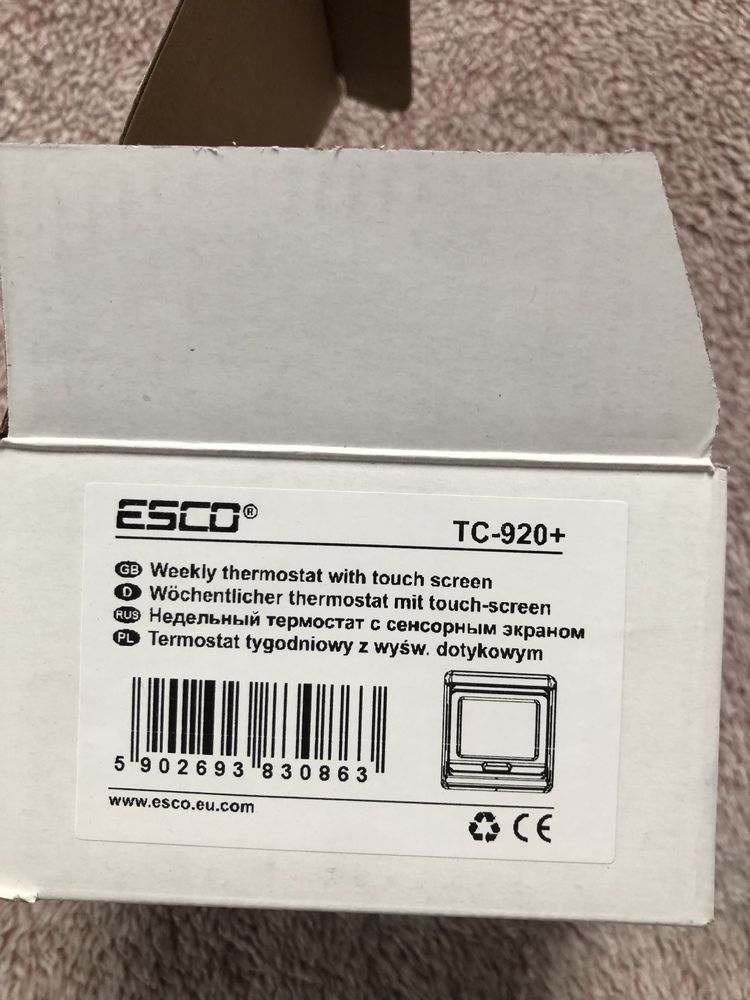 ESCO®
TC-920+
GB Weekly thermostat with touch screen
D Wöchentlicher thermostat mit touch-screen
RUS Недельный термостат с сенсорным экраном
PL Termostat tygodniowy z wyśw. dotykowym
5 902693 830863
www.esco.eu.com
CE